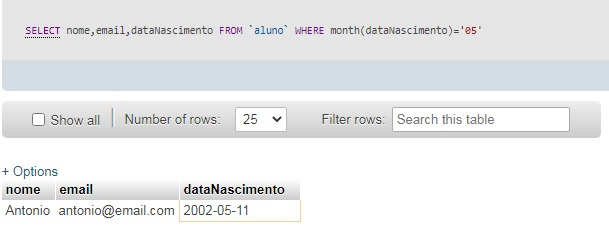 SELECT nome,email,dataNascimento FROM `aluno` WHERE month(dataNascimento)='05'
Show all Number of rows: 25 Filter rows: Search this table
+ Options
nome email dataNascimento
Antonio antonio@email.com 2002-05-11